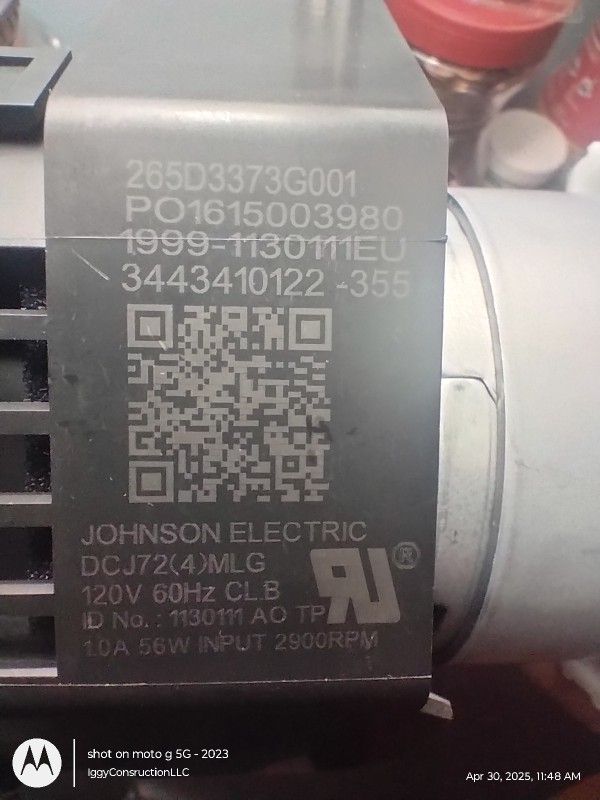 265D3373G001
PO1615003980
1999-1130111EU
3443410122 -355
JOHNSON ELECTRIC
DCJ72(4)MLG
120V 60Hz CL.B
ID No. : 1130111 AO TP
1.0A 56W INPUT 2900RPM
RU ®
shot on moto g 5G - 2023
IggyConsructionLLC
Apr 30, 2025, 11:48 AM